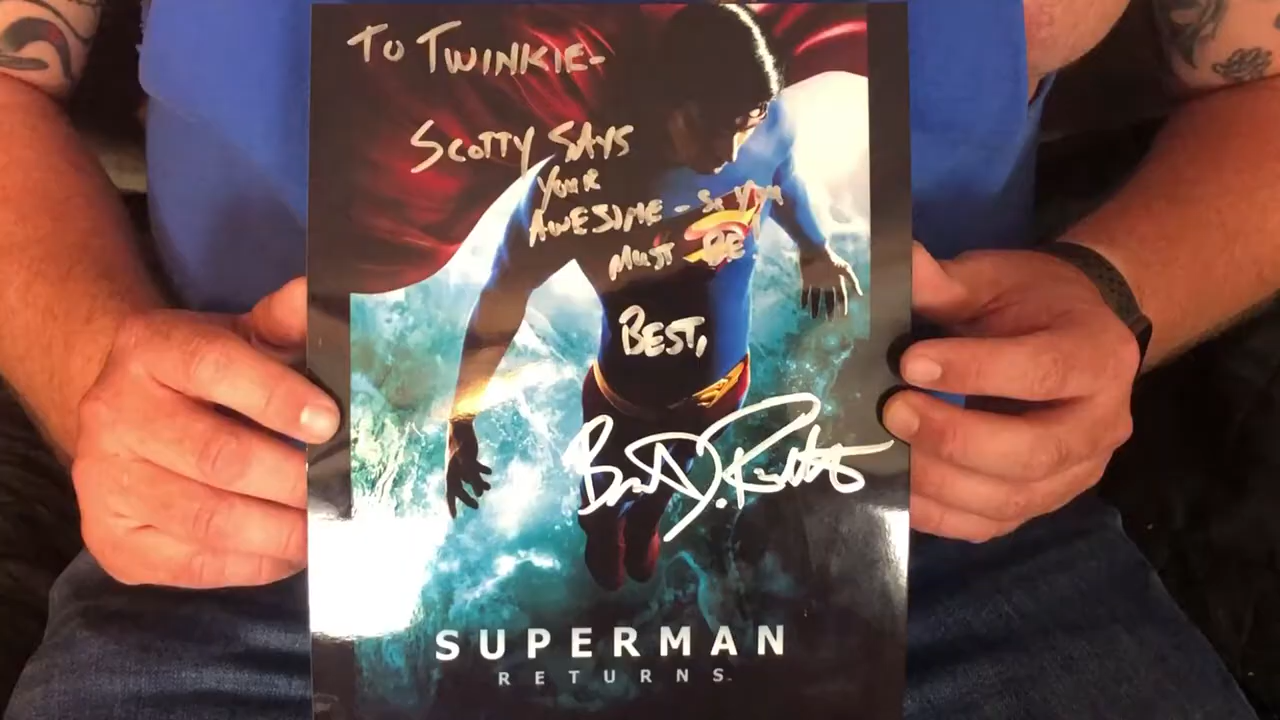 TO TWINKIE-
SCOTTY SAYS
YOUR
AWESOME - SO YOU
MUST BE!
BEST,
SUPERMAN
RETURNS